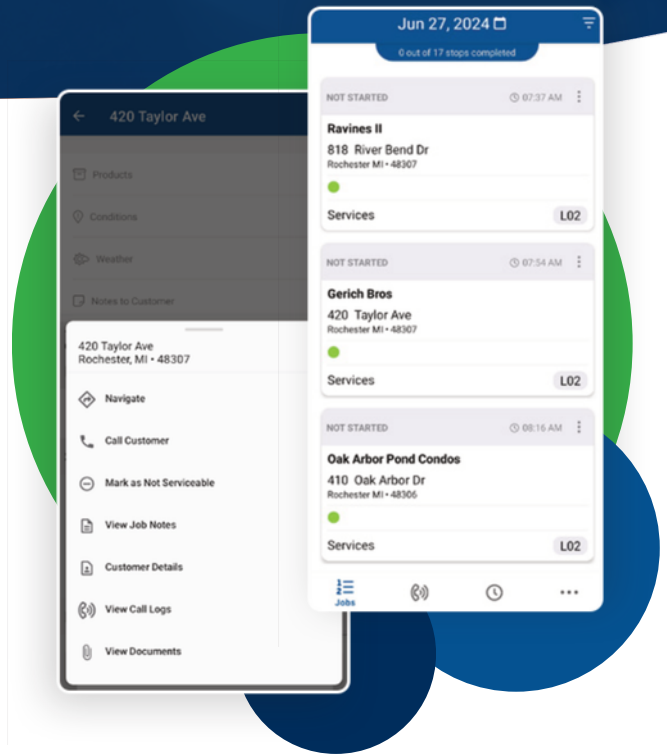 420 Taylor Ave
Products
Conditions
Weather
Notes to Customer
420 Taylor Ave
Rochester, MI • 48307
Navigate
Call Customer
Mark as Not Serviceable
View Job Notes
Customer Details
View Call Logs
View Documents
Jun 27, 2024
0 out of 17 stops completed
NOT STARTED 07:37 AM
Ravines II
818 River Bend Dr
Rochester MI • 48307
Services L02
NOT STARTED 07:54 AM
Gerich Bros
420 Taylor Ave
Rochester MI • 48307
Services L02
NOT STARTED 08:16 AM
Oak Arbor Pond Condos
410 Oak Arbor Dr
Rochester MI • 48306
Services L02
Jobs